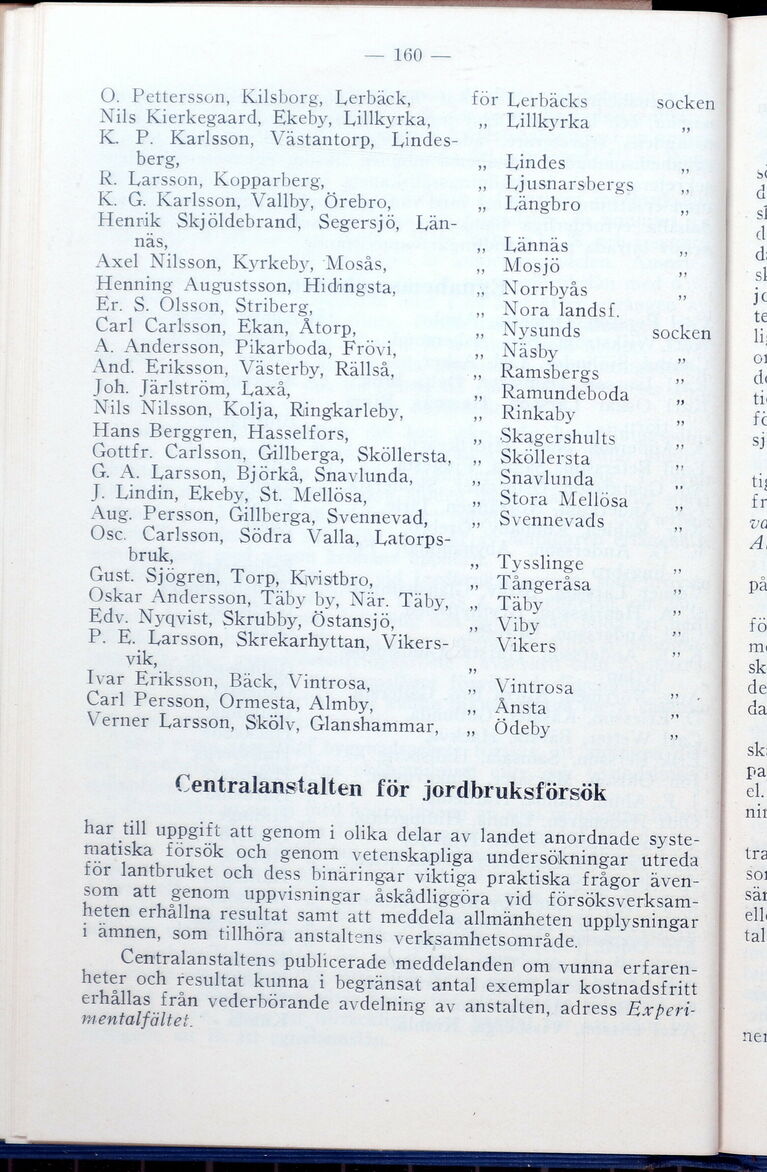 — 160 —
O. Pettersson, Kilsborg, Lerbäck, för Lerbäcks socken
Nils Kierkegaard, Ekeby, Lillkyrka, „ Lillkyrka „
K. P. Karlsson, Västantorp, Lindes-
berg, „ Lindes „
R. Larsson, Kopparberg, „ Ljusnarsbergs „
K. G. Karlsson, Vallby, Örebro, „ Längbro „
Henrik Skjöldebrand, Segersjö, Län-
näs, „ Lännäs „
Axel Nilsson, Kyrkeby, Mosås, „ Mosjö „
Henning Augustsson, Hidingsta, „ Norrbyås „
Er. S. Olsson, Striberg, „ Nora landsf.
Carl Carlsson, Ekan, Åtorp, „ Nysunds socken
A. Andersson, Pikarboda, Frövi, „ Näsby „
And. Eriksson, Västerby, Rällså, „ Ramsbergs „
Joh. Järlström, Laxå, „ Ramundeboda „
Nils Nilsson, Kolja, Ringkarleby, „ Rinkaby „
Hans Berggren, Hasselfors, „ Skagershults „
Gottfr. Carlsson, Gillberga, Sköllersta, „ Sköllersta „
G. A. Larsson, Björkå, Snavlunda, „ Snavlunda „
J. Lindin, Ekeby, St. Mellösa, „ Stora Mellösa „
Aug. Persson, Gillberga, Svennevad, „ Svennevads „
Osc. Carlsson, Södra Valla, Latorps-
bruk, „ Tysslinge „
Gust. Sjögren, Torp, Kvistbro, „ Tångeråsa „
Oskar Andersson, Täby by, När. Täby, „ Täby „
Edv. Nyqvist, Skrubby, Östansjö, „ Viby „
P. E. Larsson, Skrekarhyttan, Vikers-
vik, „ Vikers „
Ivar Eriksson, Bäck, Vintrosa, „ Vintrosa „
Carl Persson, Ormesta, Almby, „ Ånsta „
Verner Larsson, Skölv, Glanshammar, „ Ödeby „
Centralanstalten för jordbruksförsök
har till uppgift att genom i olika delar av landet anordnade syste-
matiska försök och genom vetenskapliga undersökningar utreda
för lantbruket och dess binäringar viktiga praktiska frågor även-
som att genom uppvisningar åskådliggöra vid försöksverksam-
heten erhållna resultat samt att meddela allmänheten upplysningar
i ämnen, som tillhöra anstaltens verksamhetsområde.
Centralanstaltens publicerade meddelanden om vunna erfaren-
heter och resultat kunna i begränsat antal exemplar kostnadsfritt
erhållas från vederbörande avdelning av anstalten, adress Experi-
mentalfältet.